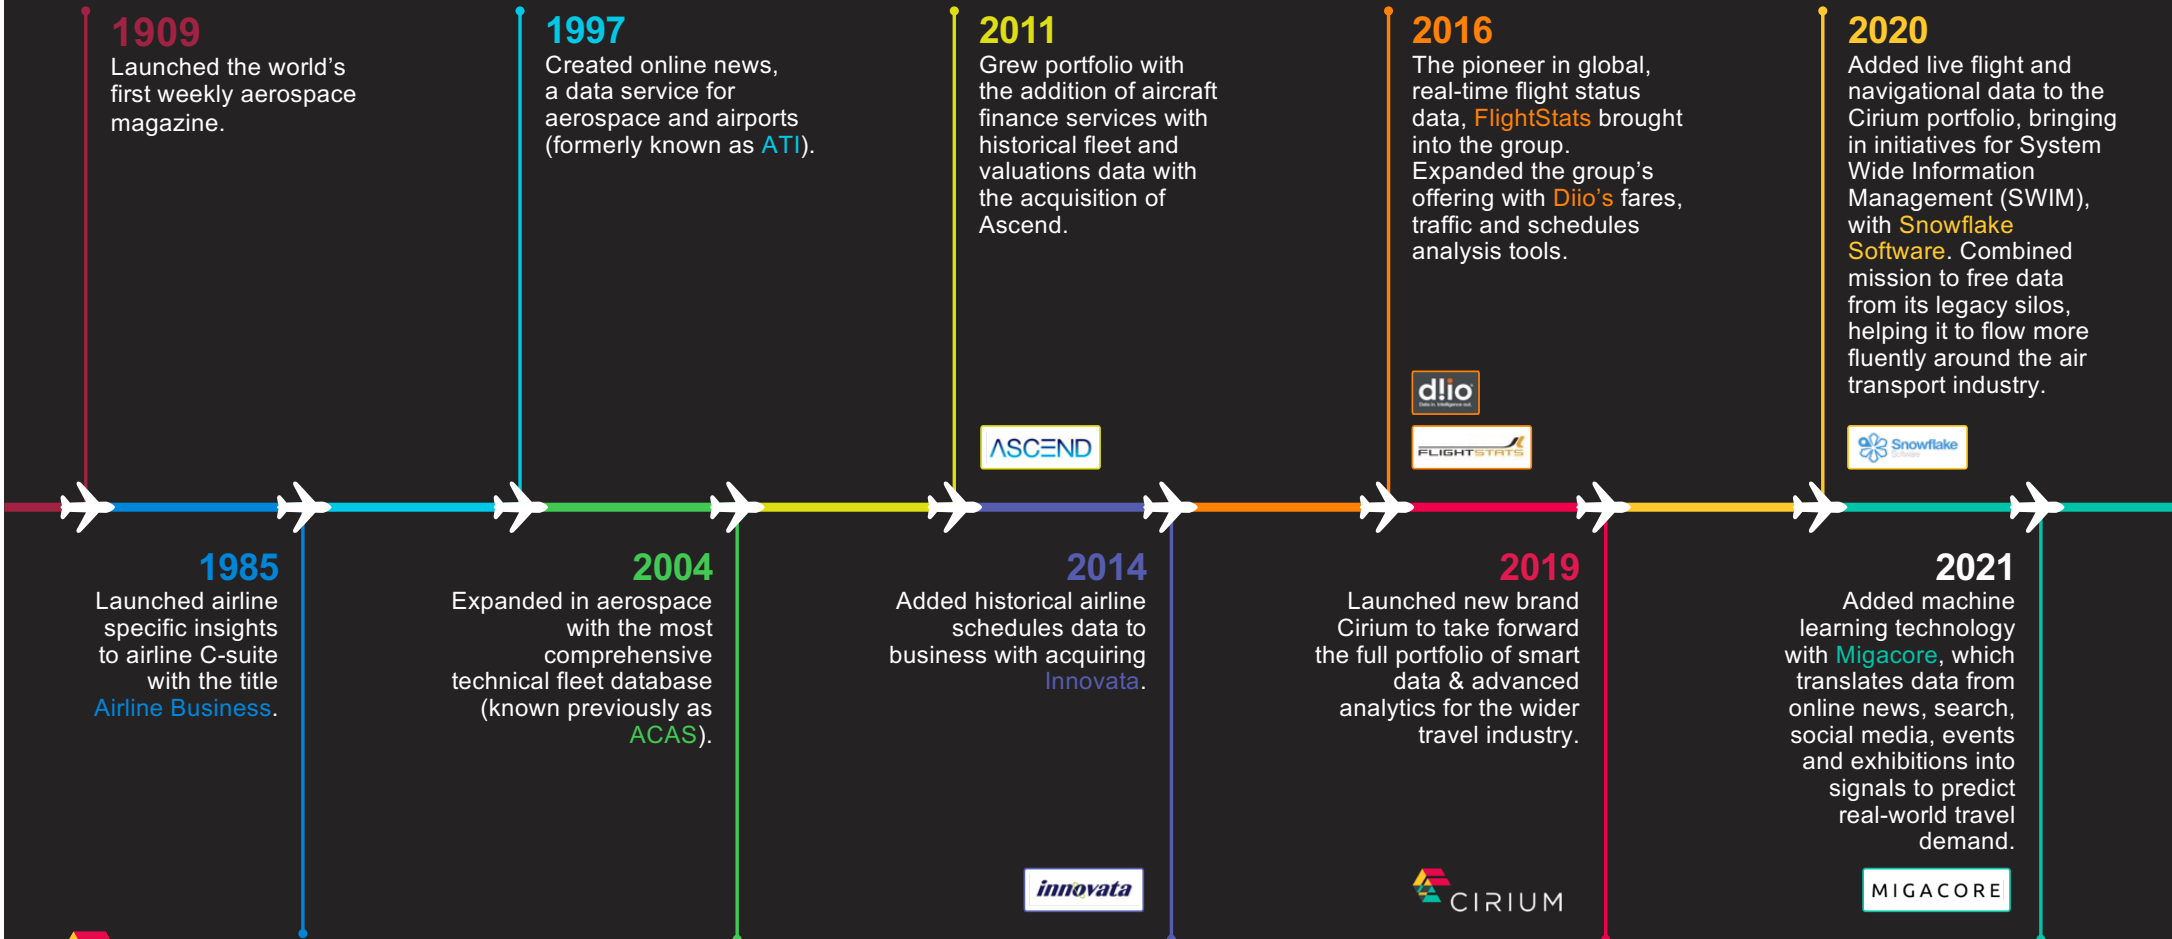 1909
Launched the world's
first weekly aerospace
magazine.
1997
Created online news,
a data service for
aerospace and airports
(formerly known as ATI).
2011
Grew portfolio with
the addition of aircraft
finance services with
historical fleet and
valuations data with
the acquisition of
Ascend.
ASCEND
2016
The pioneer in global,
real-time flight status
data, FlightStats brought
into the group.
Expanded the group's
offering with Diio's fares,
traffic and schedules
analysis tools.
d!io
Data in. Intelligence out.
FLIGHTSTATS
2020
Added live flight and
navigational data to the
Cirium portfolio, bringing
in initiatives for System
Wide Information
Management (SWIM),
with Snowflake
Software. Combined
mission to free data
from its legacy silos,
helping it to flow more
fluently around the air
transport industry.
Snowflake
Software
1985
Launched airline
specific insights
to airline C-suite
with the title
Airline Business.
2004
Expanded in aerospace
with the most
comprehensive
technical fleet database
(known previously as
ACAS).
2014
Added historical airline
schedules data to
business with acquiring
Innovata.
innovata
2019
Launched new brand
Cirium to take forward
the full portfolio of smart
data & advanced
analytics for the wider
travel industry.
CIRIUM
2021
Added machine
learning technology
with Migacore, which
translates data from
online news, search,
social media, events
and exhibitions into
signals to predict
real-world travel
demand.
MIGACORE